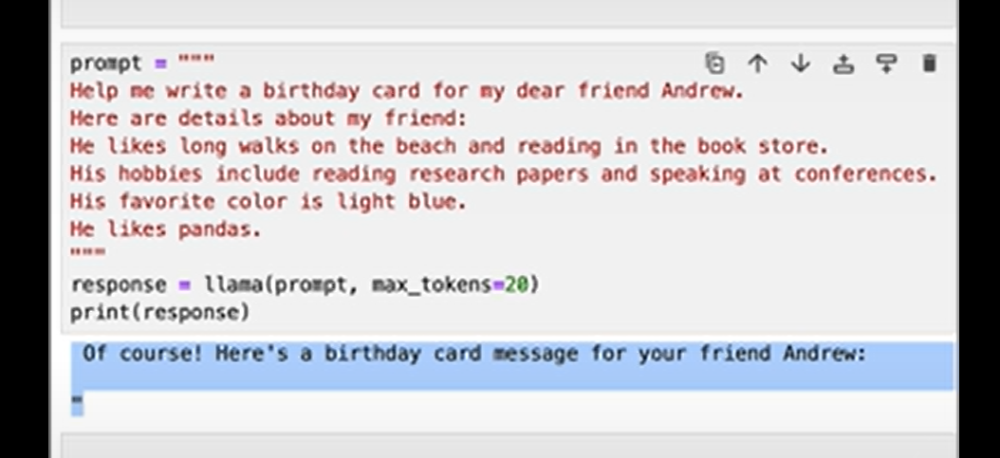 prompt = """
Help me write a birthday card for my dear friend Andrew.
Here are details about my friend:
He likes long walks on the beach and reading in the book store.
His hobbies include reading research papers and speaking at conferences.
His favorite color is light blue.
He likes pandas.
"""
response = llama(prompt, max_tokens=20)
print(response)
Of course! Here's a birthday card message for your friend Andrew:
"